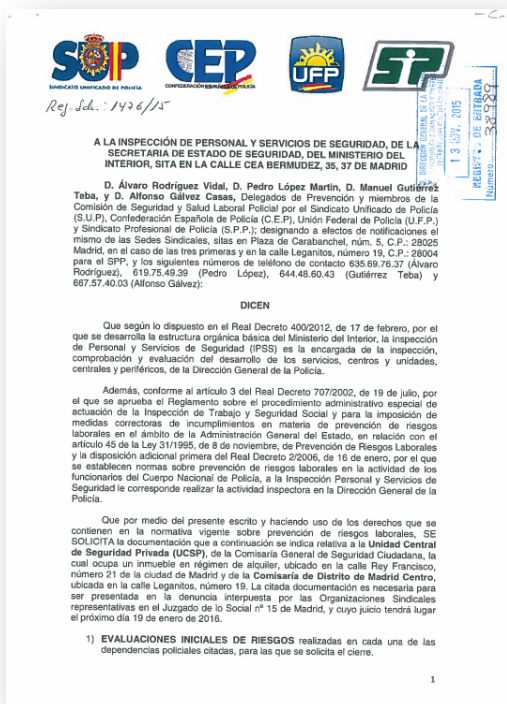 - C -
SUP
CEP
UFP
SIP
SINDICATO UNIFICADO DE POLICÍA
CONFEDERACIÓN ESPAÑOLA DE POLICÍA
Reg. Sda.: 1476/15
DIRECCIÓN GENERAL DE LA
13 NOV. 2015
REGISTRO DE ENTRADA
Número 38989
A LA INSPECCIÓN DE PERSONAL Y SERVICIOS DE SEGURIDAD, DE LA
SECRETARIA DE ESTADO DE SEGURIDAD, DEL MINISTERIO DEL
INTERIOR, SITA EN LA CALLE CEA BERMUDEZ, 35, 37 DE MADRID
D. Álvaro Rodríguez Vidal, D. Pedro López Martin, D. Manuel Gutiérrez
Teba, y D. Alfonso Gálvez Casas, Delegados de Prevención y miembros de la
Comisión de Seguridad y Salud Laboral Policial por el Sindicato Unificado de Policía
(S.U.P), Confederación Española de Policía (C.E.P), Unión Federal de Policía (U.F.P.)
y Sindicato Profesional de Policía (S.P.P.); designando a efectos de notificaciones el
mismo de las Sedes Sindicales, sitas en Plaza de Carabanchel, núm. 5, C.P.: 28025
Madrid, en el caso de las tres primeras y en la calle Leganitos, número 19, C.P.: 28004
para el SPP, y los siguientes números de teléfono de contacto 635.69.76.37 (Álvaro
Rodríguez), 619.75.49.39 (Pedro López), 644.48.60.43 (Gutiérrez Teba) y
667.57.40.03 (Alfonso Gálvez):
DICEN
Que según lo dispuesto en el Real Decreto 400/2012, de 17 de febrero, por el
que se desarrolla la estructura orgánica básica del Ministerio del Interior, la Inspección
de Personal y Servicios de Seguridad (IPSS) es la encargada de la inspección,
comprobación y evaluación del desarrollo de los servicios, centros y unidades,
centrales y periféricos, de la Dirección General de la Policía.
Además, conforme al artículo 3 del Real Decreto 707/2002, de 19 de julio, por
el que se aprueba el Reglamento sobre el procedimiento administrativo especial de
actuación de la Inspección de Trabajo y Seguridad Social y para la imposición de
medidas correctoras de incumplimientos en materia de prevención de riesgos
laborales en el ámbito de la Administración General del Estado, en relación con el
artículo 45 de la Ley 31/1995, de 8 de noviembre, de Prevención de Riesgos Laborales
y la disposición adicional primera del Real Decreto 2/2006, de 16 de enero, por el que
se establecen normas sobre prevención de riesgos laborales en la actividad de los
funcionarios del Cuerpo Nacional de Policía, a la Inspección Personal y Servicios de
Seguridad le corresponde realizar la actividad inspectora en la Dirección General de la
Policía.
Que por medio del presente escrito y haciendo uso de los derechos que se
contienen en la normativa vigente sobre prevención de riesgos laborales, SE
SOLICITA la documentación que a continuación se indica relativa a la Unidad Central
de Seguridad Privada (UCSP), de la Comisaría General de Seguridad Ciudadana, la
cual ocupa un inmueble en régimen de alquiler, ubicado en la calle Rey Francisco,
número 21 de la ciudad de Madrid y de la Comisaría de Distrito de Madrid Centro,
ubicada en la calle Leganitos, número 19. La citada documentación es necesaria para
ser presentada en la denuncia interpuesta por las Organizaciones Sindicales
representativas en el Juzgado de lo Social nº 15 de Madrid, y cuyo juicio tendrá lugar
el próximo día 19 de enero de 2016.
1) EVALUACIONES INICIALES DE RIESGOS realizadas en cada una de las
dependencias policiales citadas, para las que se solicita el cierre.
1